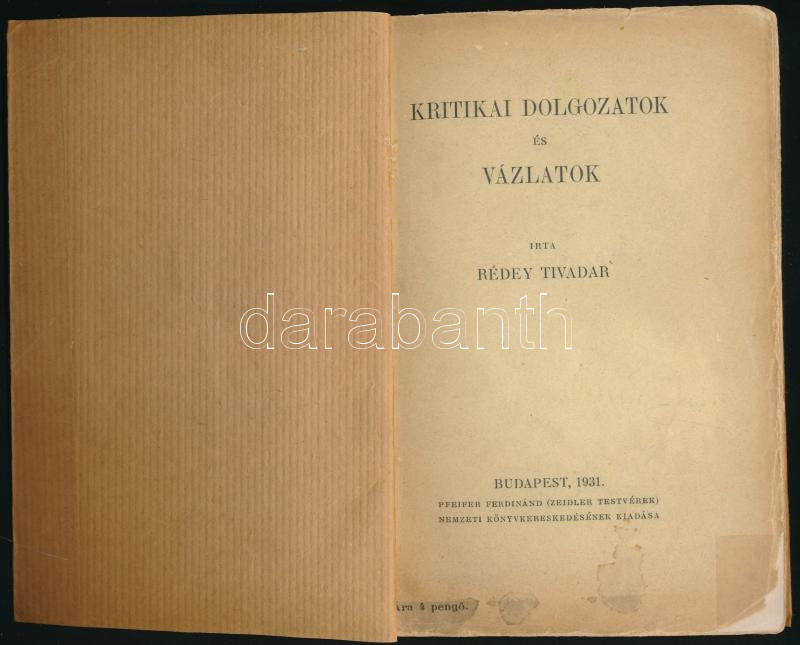 KRITIKAI DOLGOZATOK
ÉS
VÁZLATOK
IRTA
RÉDEY TIVADAR
darabanth
BUDAPEST, 1931.
PFEIFER FERDINÁND (ZEIDLER TESTVÉREK)
NEMZETI KÖNYVKERESKEDÉSÉNEK KIADÁSA
Ára 4 pengő.